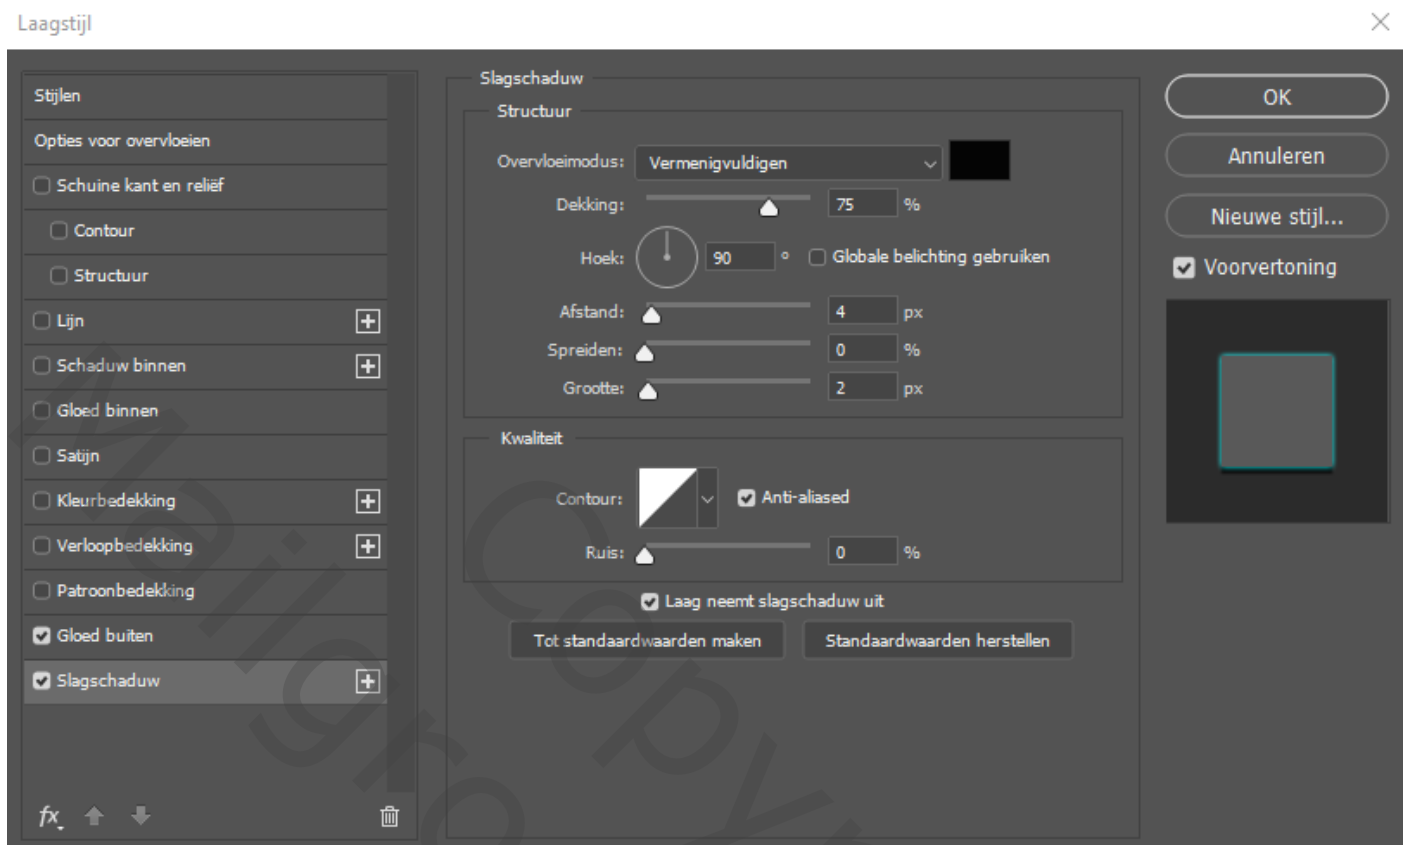 Laagstijl
Stijlen
Opties voor overvloeien
Schuine kant en reliëf
Contour
Structuur
Lijn
Schaduw binnen
Gloed binnen
Satijn
Kleurbedekking
Verloopbedekking
Patroonbedekking
Gloed buiten
Slagschaduw
fx
Slagschaduw
Structuur
Overvloeimodus: Vermenigvuldigen
Dekking: 75 %
Hoek: 90 ° Globale belichting gebruiken
Afstand: 4 px
Spreiden: 0 %
Grootte: 2 px
Kwaliteit
Contour: Anti-aliased
Ruis: 0 %
Laag neemt slagschaduw uit
Tot standaardwaarden maken Standaardwaarden herstellen
OK
Annuleren
Nieuwe stijl...
Voorvertoning